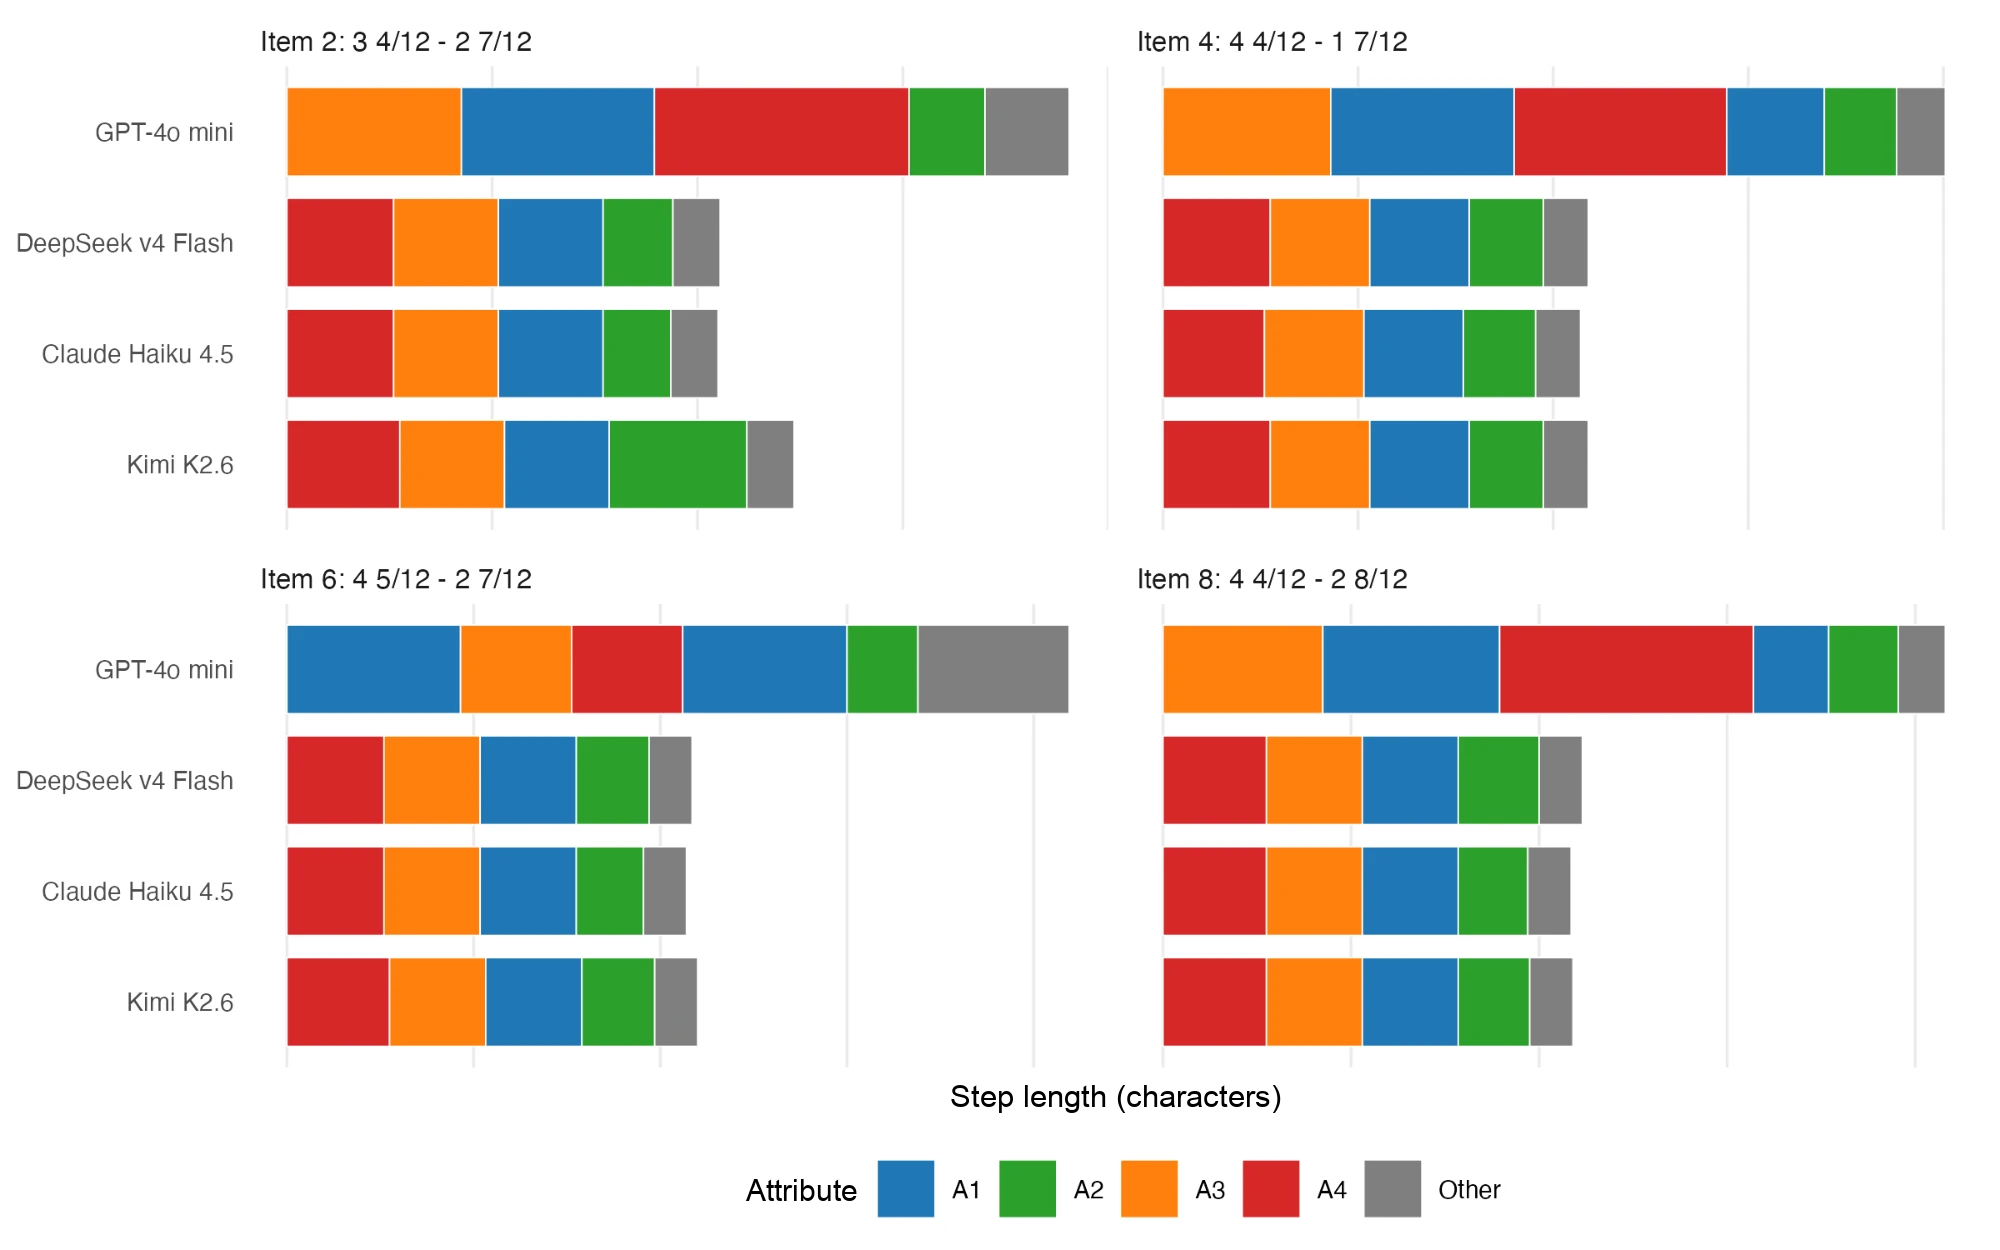 Item 2: 3 4/12 - 2 7/12
GPT-4o mini
DeepSeek v4 Flash
Claude Haiku 4.5
Kimi K2.6
Item 4: 4 4/12 - 1 7/12
Item 6: 4 5/12 - 2 7/12
GPT-4o mini
DeepSeek v4 Flash
Claude Haiku 4.5
Kimi K2.6
Item 8: 4 4/12 - 2 8/12
Step length (characters)
Attribute A1 A2 A3 A4 Other